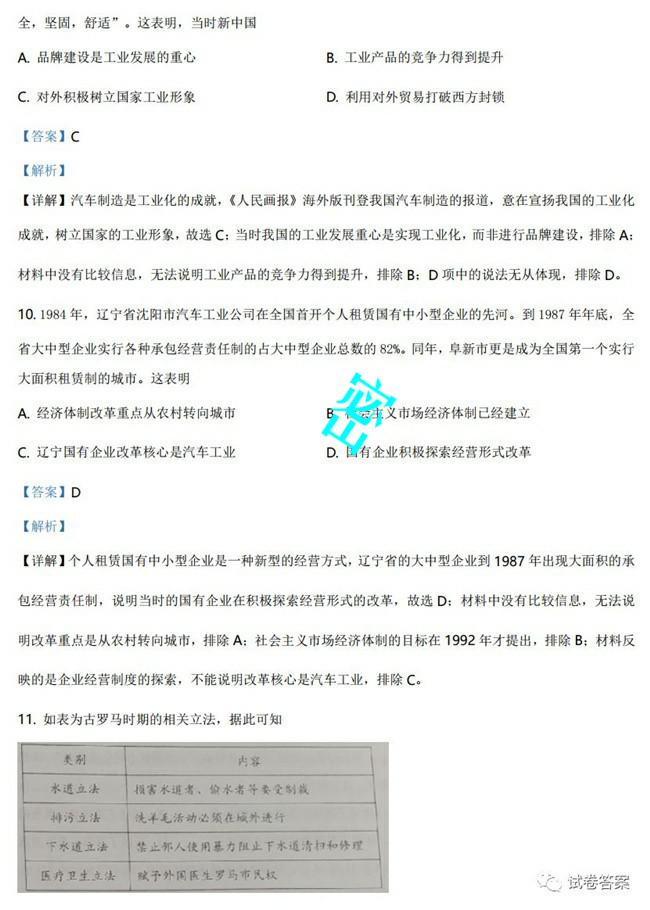 全，坚固，舒适”。这表明，当时新中国
A. 品牌建设是工业发展的重心 B. 工业产品的竞争力得到提升
C. 对外积极树立国家工业形象 D. 利用对外贸易打破西方封锁
【答案】C
【解析】
【详解】汽车制造是工业化的成就，《人民画报》海外版刊登我国汽车制造的报道，意在宣扬我国的工业化
成就，树立国家的工业形象，故选 C；当时我国的工业发展重心是实现工业化，而非进行品牌建设，排除 A；
材料中没有比较信息，无法说明工业产品的竞争力得到提升，排除 B；D 项中的说法无从体现，排除 D。
10. 1984 年，辽宁省沈阳市汽车工业公司在全国首开个人租赁国有中小型企业的先河。到 1987 年年底，全
省大中型企业实行各种承包经营责任制的占大中型企业总数的 82%。同年，阜新市更是成为全国第一个实行
大面积租赁制的城市。这表明
A. 经济体制改革重点从农村转向城市 B. 社会主义市场经济体制已经建立
C. 辽宁国有企业改革核心是汽车工业 D. 国有企业积极探索经营形式改革
密
【答案】D
【解析】
【详解】个人租赁国有中小型企业是一种新型的经营方式，辽宁省的大中型企业到 1987 年出现大面积的承
包经营责任制，说明当时的国有企业在积极探索经营形式的改革，故选 D；材料中没有比较信息，无法说
明改革重点是从农村转向城市，排除 A；社会主义市场经济体制的目标在 1992 年才提出，排除 B；材料反
映的是企业经营制度的探索，不能说明改革核心是汽车工业，排除 C。
11. 如表为古罗马时期的相关立法，据此可知
类别 内容
水道立法 损害水道者、偷水者等要受制裁
排污立法 洗羊毛活动必须在城外进行
下水道立法 禁止邻人使用暴力阻止下水道清扫和修理
医疗卫生立法 赋予外国医生罗马市民权
试卷答案